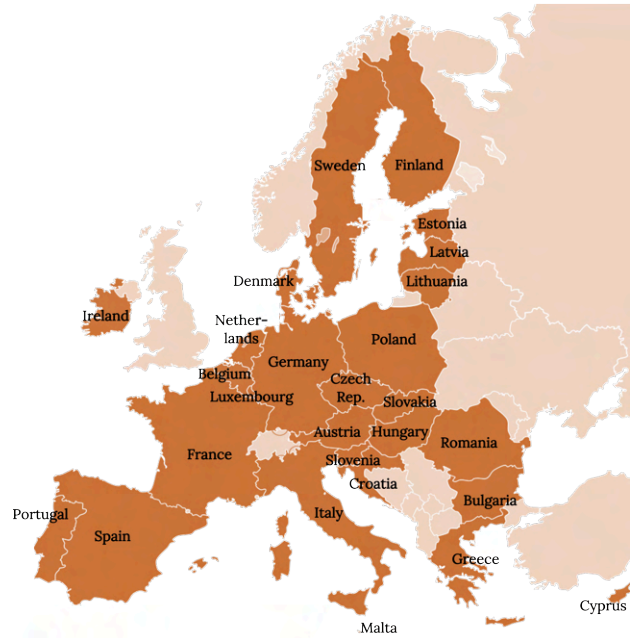 Sweden
Finland
Estonia
Latvia
Denmark
Lithuania
Ireland
Nether-
lands
Poland
Germany
Belgium
Czech
Rep.
Luxembourg
Slovakia
Austria
Hungary
Romania
France
Slovenia
Croatia
Bulgaria
Portugal
Italy
Spain
Greece
Cyprus
Malta